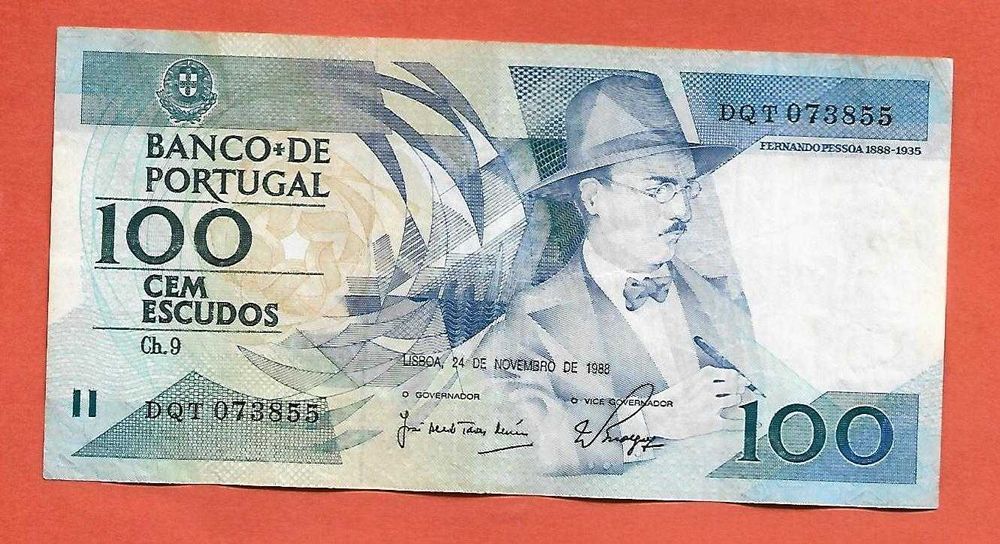 DQT 073855
FERNANDO PESSOA 1888-1935
BANCO*DE
PORTUGAL
100
CEM
ESCUDOS
Ch.9
LISBOA, 24 DE NOVEMBRO DE 1988
O GOVERNADOR
O VICE GOVERNADOR
DQT 073855
100